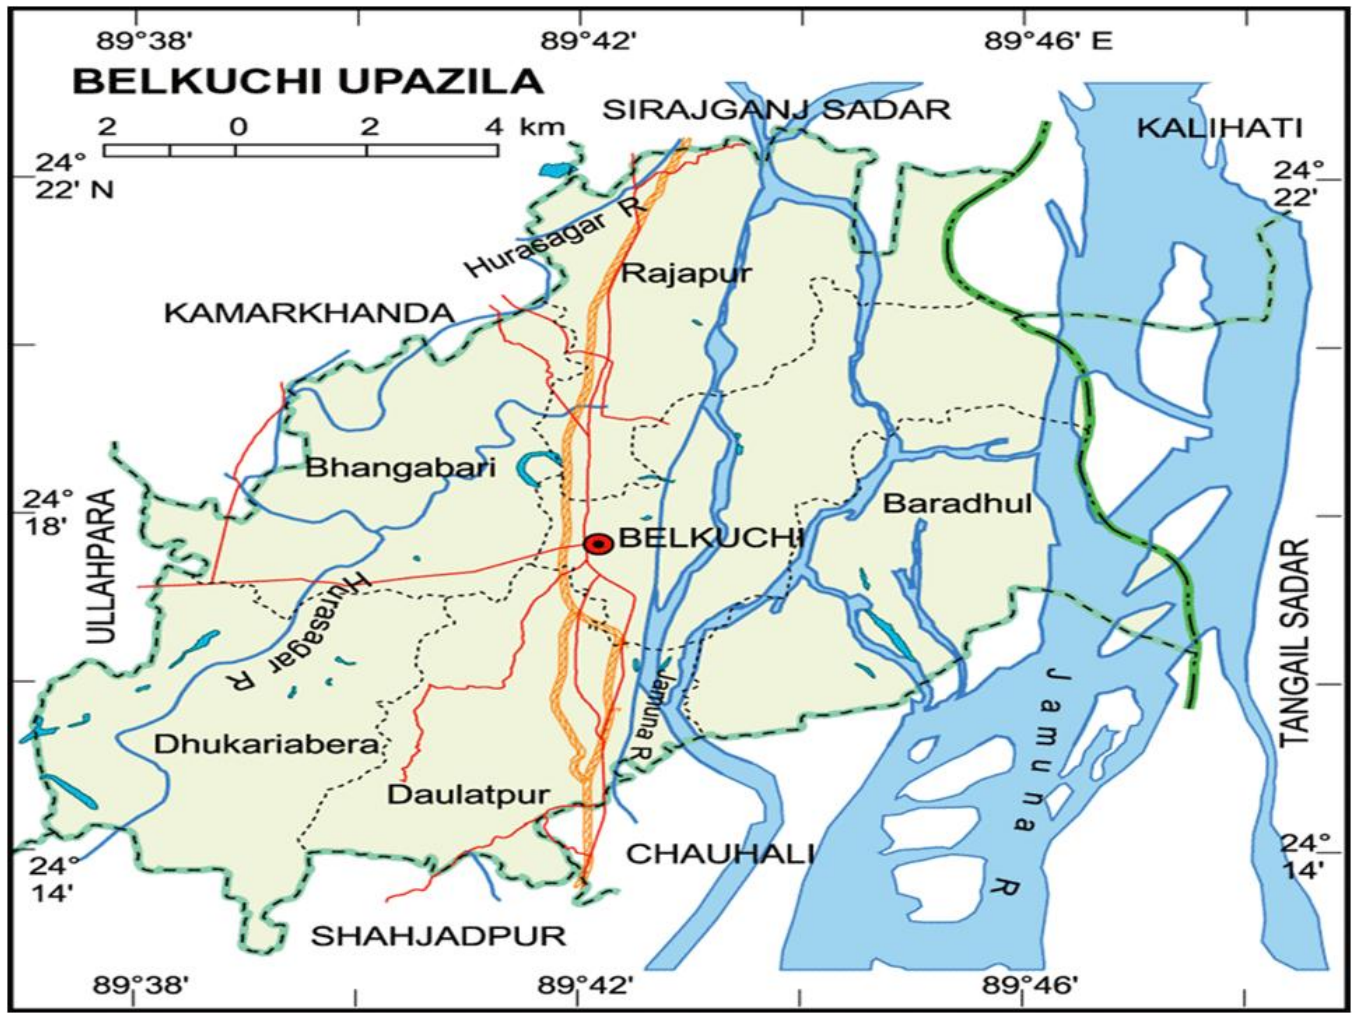 89°38' 89°42' 89°46' E
BELKUCHI UPAZILA
SIRAJGANJ SADAR
KALIHATI
2 0 2 4 km
24°
22' N
24°
22'
Hurasagar R
Rajapur
KAMARKHANDA
Bhangabari
24°
18'
Baradhul
BELKUCHI
ULLAHPARA
Hurasagar R
TANGAIL SADAR
Jamuna R
Jamuna R
Dhukariabera
Daulatpur
CHAUHALI
24°
14'
24°
14'
SHAHJADPUR
89°38' 89°42' 89°46'